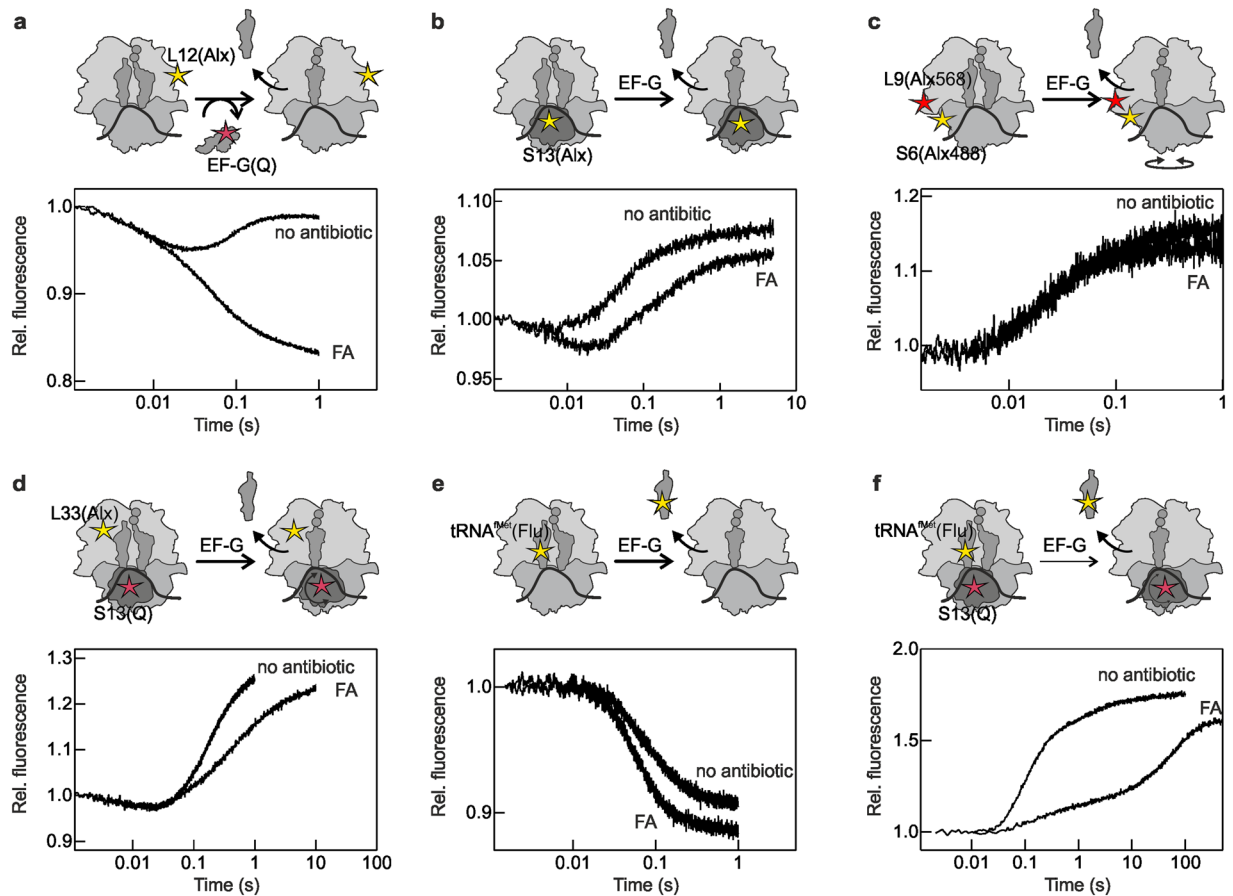 a
L12(Alx)
EF-G(Q)
Rel. fluorescence
1.0
0.9
0.8
no antibiotic
FA
0.01 0.1 1
Time (s)
b
EF-G
S13(Alx)
Rel. fluorescence
1.10
1.05
1.00
0.95
no antibitic
FA
0.01 0.1 1 10
Time (s)
c
L9(Alx568)
EF-G
S6(Alx488)
Rel. fluorescence
1.2
1.1
1.0
no antibiotic
FA
0.01 0.1 1
Time (s)
d
L33(Alx)
EF-G
S13(Q)
Rel. fluorescence
1.3
1.2
1.1
1.0
0.9
no antibiotic
FA
0.01 0.1 1 10 100
Time (s)
e
tRNAfMet(Flu)
EF-G
Rel. fluorescence
1.0
0.9
no antibiotic
FA
0.01 0.1 1
Time (s)
f
tRNAfMet(Flu)
EF-G
S13(Q)
Rel. fluorescence
2.0
1.5
1.0
no antibiotic
FA
0.01 0.1 1 10 100
Time (s)